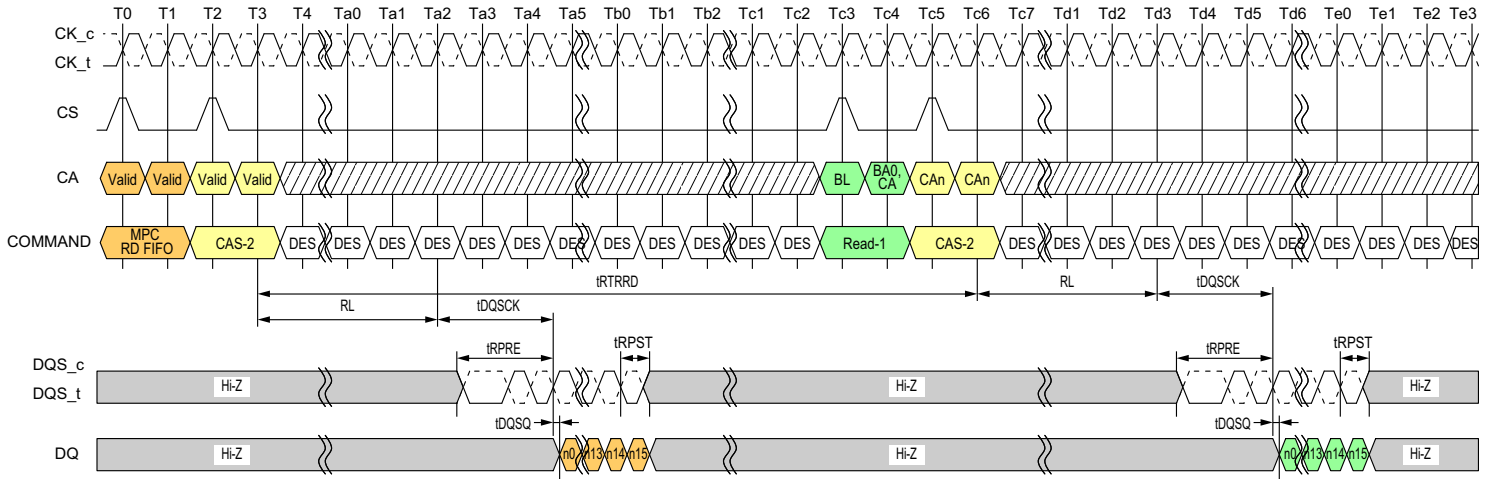 T0 T1 T2 T3 T4 Ta0 Ta1 Ta2 Ta3 Ta4 Ta5 Tb0 Tb1 Tb2 Tc1 Tc2 Tc3 Tc4 Tc5 Tc6 Tc7 Td1 Td2 Td3 Td4 Td5 Td6 Te0 Te1 Te2 Te3
CK_c
CK_t
CS
CA Valid Valid Valid Valid BL BA0, CA CAn CAn
COMMAND MPC RD FIFO CAS-2 DES DES DES DES DES DES DES DES DES DES DES DES Read-1 CAS-2 DES DES DES DES DES DES DES DES DES DES DES
tRTRRD
RL tDQSCK RL tDQSCK
tRPRE tRPST tRPRE tRPST
DQS_c
DQS_t Hi-Z Hi-Z Hi-Z
tDQSQ tDQSQ
DQ Hi-Z n0 n13 n14 n15 Hi-Z n0 n13 n14 n15 Hi-Z